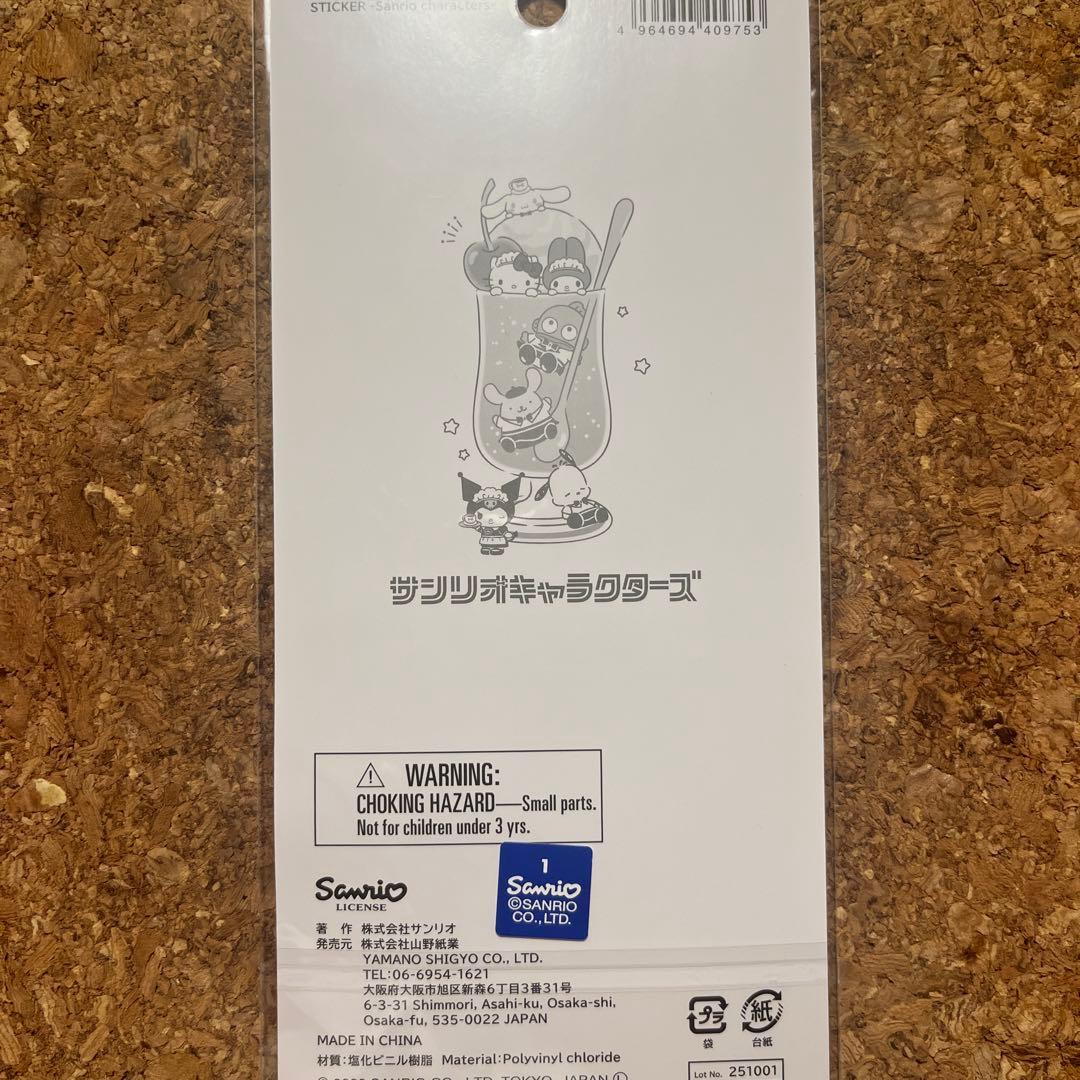 STICKER -Sanrio characters-
4 964694 409753
サンリオキャラクターズ
WARNING:
CHOKING HAZARD—Small parts.
Not for children under 3 yrs.
Sanrio
LICENSE
1
Sanrio
©SANRIO
CO., LTD.
著 作 株式会社サンリオ
発売元 株式会社山野紙業
YAMANO SHIGYO CO., LTD.
TEL:06-6954-1621
大阪府大阪市旭区新森6丁目3番31号
6-3-31 Shimmori, Asahi-ku, Osaka-shi,
Osaka-fu, 535-0022 JAPAN
MADE IN CHINA
材質:塩化ビニル樹脂 Material:Polyvinyl chloride
SANRIO CO., LTD. TOKYO, JAPAN Ⓛ
プラ
袋
紙
台紙
Lot No. 251001